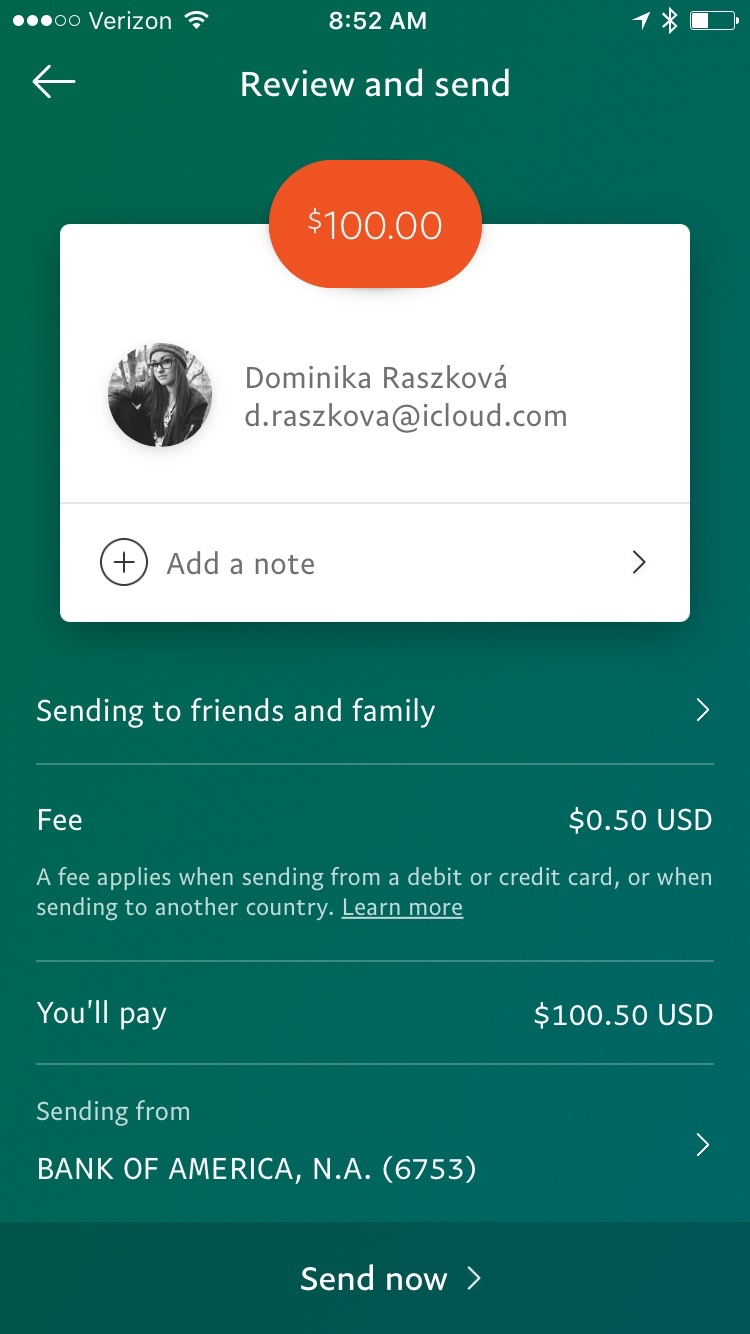 Verizon 8:52 AM
Review and send
$100.00
Dominika Raszková
d.raszkova@icloud.com
Add a note
Sending to friends and family
Fee $0.50 USD
A fee applies when sending from a debit or credit card, or when
sending to another country. Learn more
You'll pay $100.50 USD
Sending from
BANK OF AMERICA, N.A. (6753)
Send now